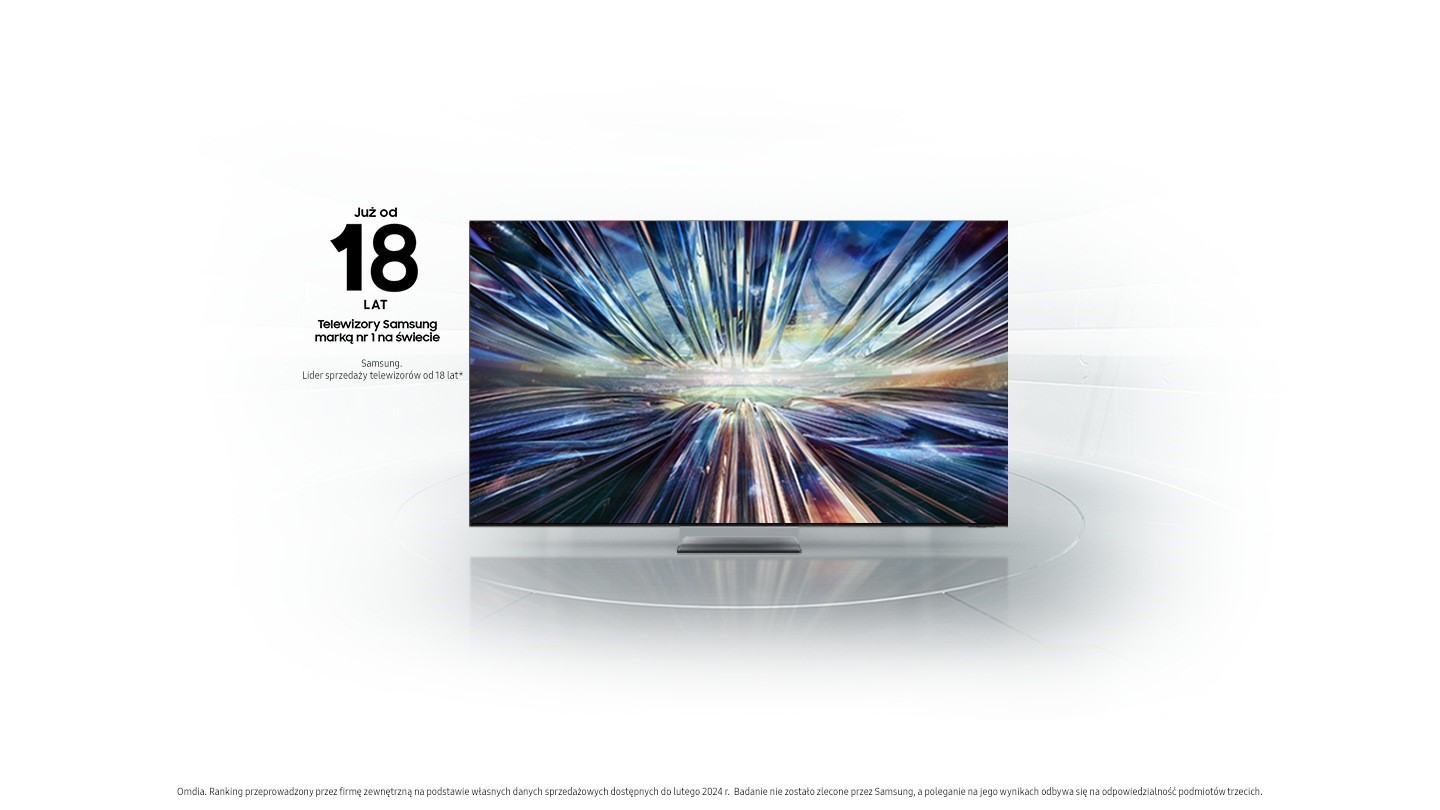 Już od
18
LAT
Telewizory Samsung
marką nr 1 na świecie
Samsung.
Lider sprzedaży telewizorów od 18 lat*
Omdia. Ranking przeprowadzony przez firmę zewnętrzną na podstawie własnych danych sprzedażowych dostępnych do lutego 2024 r. Badanie nie zostało zlecone przez Samsung, a poleganie na jego wynikach odbywa się na odpowiedzialność podmiotów trzecich.